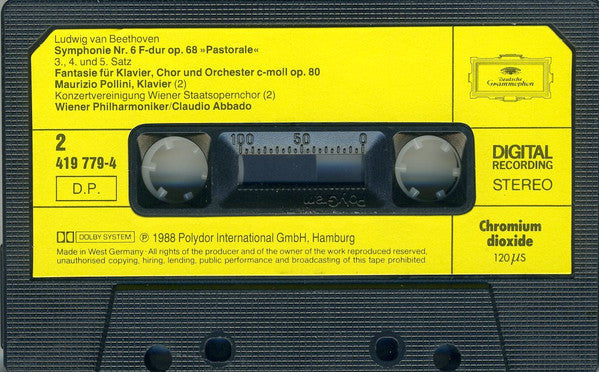 Ludwig van Beethoven
Symphonie Nr. 6 F-dur op. 68 »Pastorale«
3., 4. und 5. Satz
Fantasie für Klavier, Chor und Orchester c-moll op. 80
Maurizio Pollini, Klavier (2)
Konzertvereinigung Wiener Staatsopernchor (2)
Wiener Philharmoniker/Claudio Abbado
Deutsche
Grammophon
2
419 779-4
D.P.
100 50 0
PolyGram
DIGITAL
RECORDING
STEREO
DOLBY SYSTEM ℗ 1988 Polydor International GmbH, Hamburg
Made in West Germany · All rights of the producer and of the owner of the work reproduced reserved,
unauthorised copying, hiring, lending, public performance and broadcasting of this tape prohibited.
Chromium
dioxide
120 µs